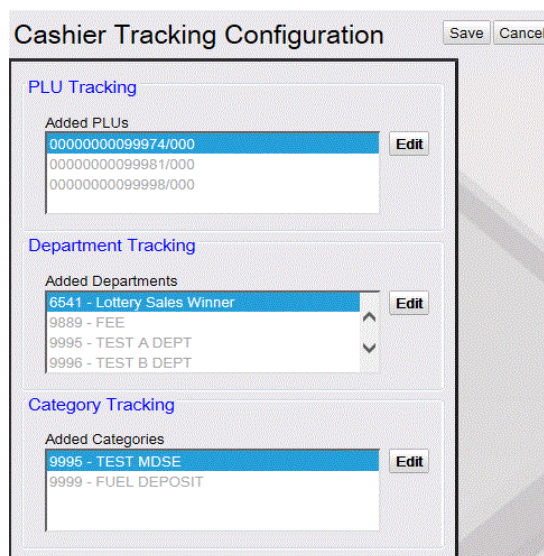 Cashier Tracking Configuration
Save
Cancel
PLU Tracking
Added PLUs
00000000099974/000
Edit
00000000099981/000
00000000099998/000
Department Tracking
Added Departments
6541 - Lottery Sales Winner
Edit
9889 - FEE
9995 - TEST A DEPT
9996 - TEST B DEPT
Category Tracking
Added Categories
9995 - TEST MDSE
Edit
9999 - FUEL DEPOSIT